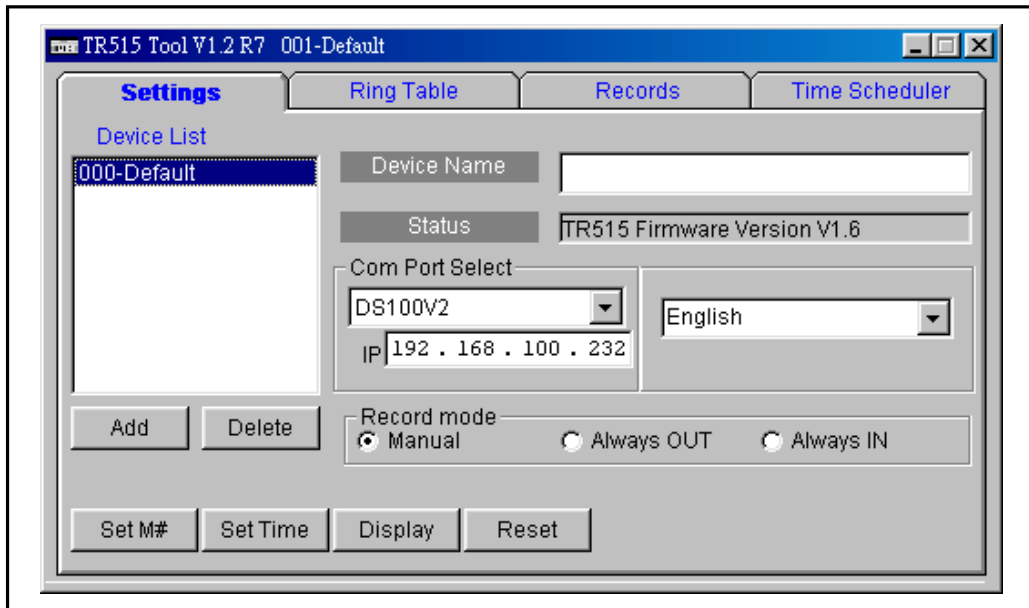 TR515 Tool V1.2 R7 001-Default
Settings Ring Table Records Time Scheduler
Device List
000-Default
Device Name
Status TR515 Firmware Version V1.6
Com Port Select
DS100V2
English
IP 192 . 168 . 100 . 232
Add Delete
Record mode
Manual Always OUT Always IN
Set M# Set Time Display Reset